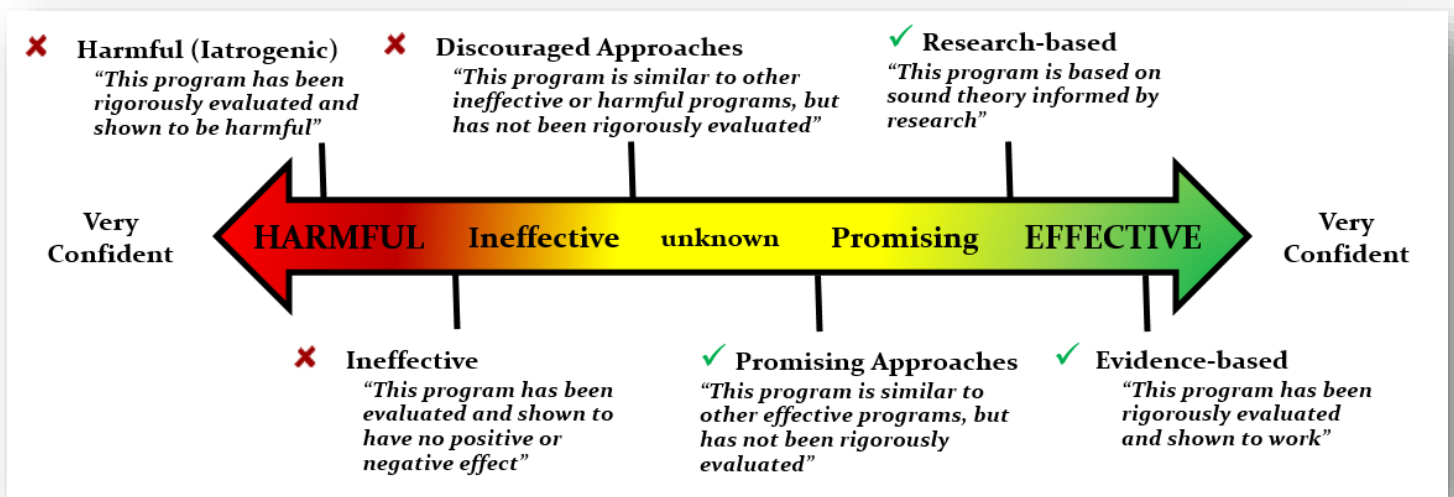 ✘ Harmful (Iatrogenic)
“This program has been
rigorously evaluated and
shown to be harmful”
✘ Discouraged Approaches
“This program is similar to other
ineffective or harmful programs, but
has not been rigorously evaluated”
✓ Research-based
“This program is based on
sound theory informed by
research”
Very
Confident
HARMFUL Ineffective unknown Promising EFFECTIVE
Very
Confident
✘ Ineffective
“This program has been
evaluated and shown to
have no positive or
negative effect”
✓ Promising Approaches
“This program is similar to
other effective programs, but
has not been rigorously
evaluated”
✓ Evidence-based
“This program has been
rigorously evaluated
and shown to work”